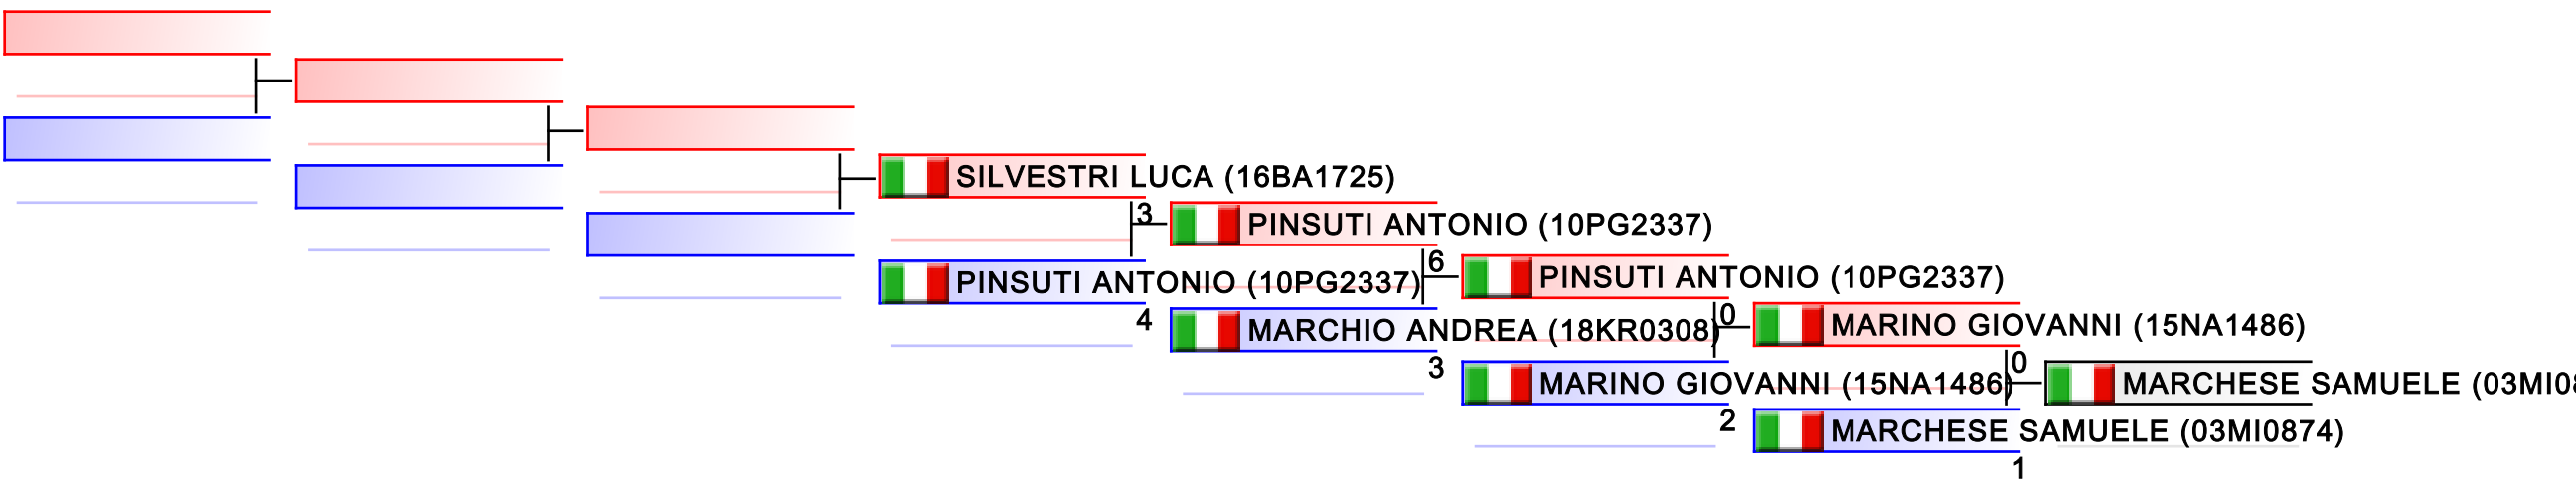 SILVESTRI LUCA (16BA1725)
3
PINSUTI ANTONIO (10PG2337)
PINSUTI ANTONIO (10PG2337)
4
6
MARCHIO ANDREA (18KR0308)
3
PINSUTI ANTONIO (10PG2337)
0
MARINO GIOVANNI (15NA1486)
2
MARINO GIOVANNI (15NA1486)
0
MARCHESE SAMUELE (03MI0874)
1
MARCHESE SAMUELE (03MI08